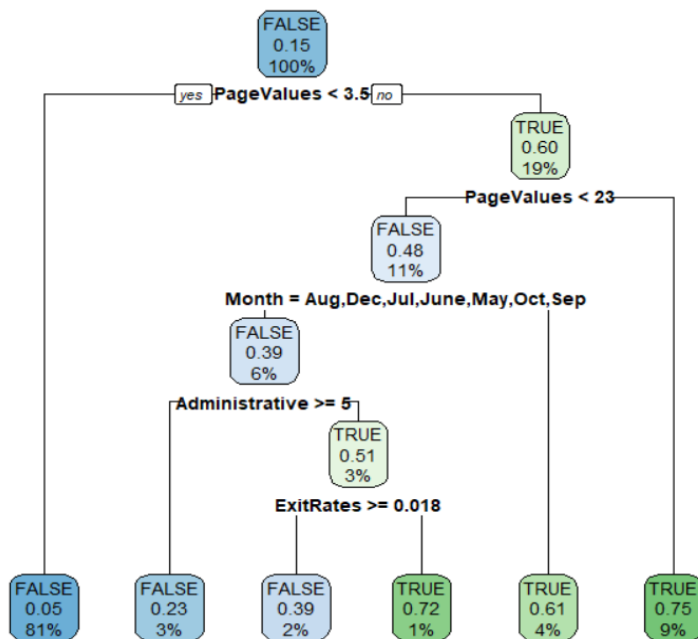 FALSE
0.15
100%
yes PageValues < 3.5 no
TRUE
0.60
19%
PageValues < 23
FALSE
0.48
11%
Month = Aug,Dec,Jul,June,May,Oct,Sep
FALSE
0.39
6%
Administrative >= 5
TRUE
0.51
3%
ExitRates >= 0.018
FALSE
0.05
81%
FALSE
0.23
3%
FALSE
0.39
2%
TRUE
0.72
1%
TRUE
0.61
4%
TRUE
0.75
9%